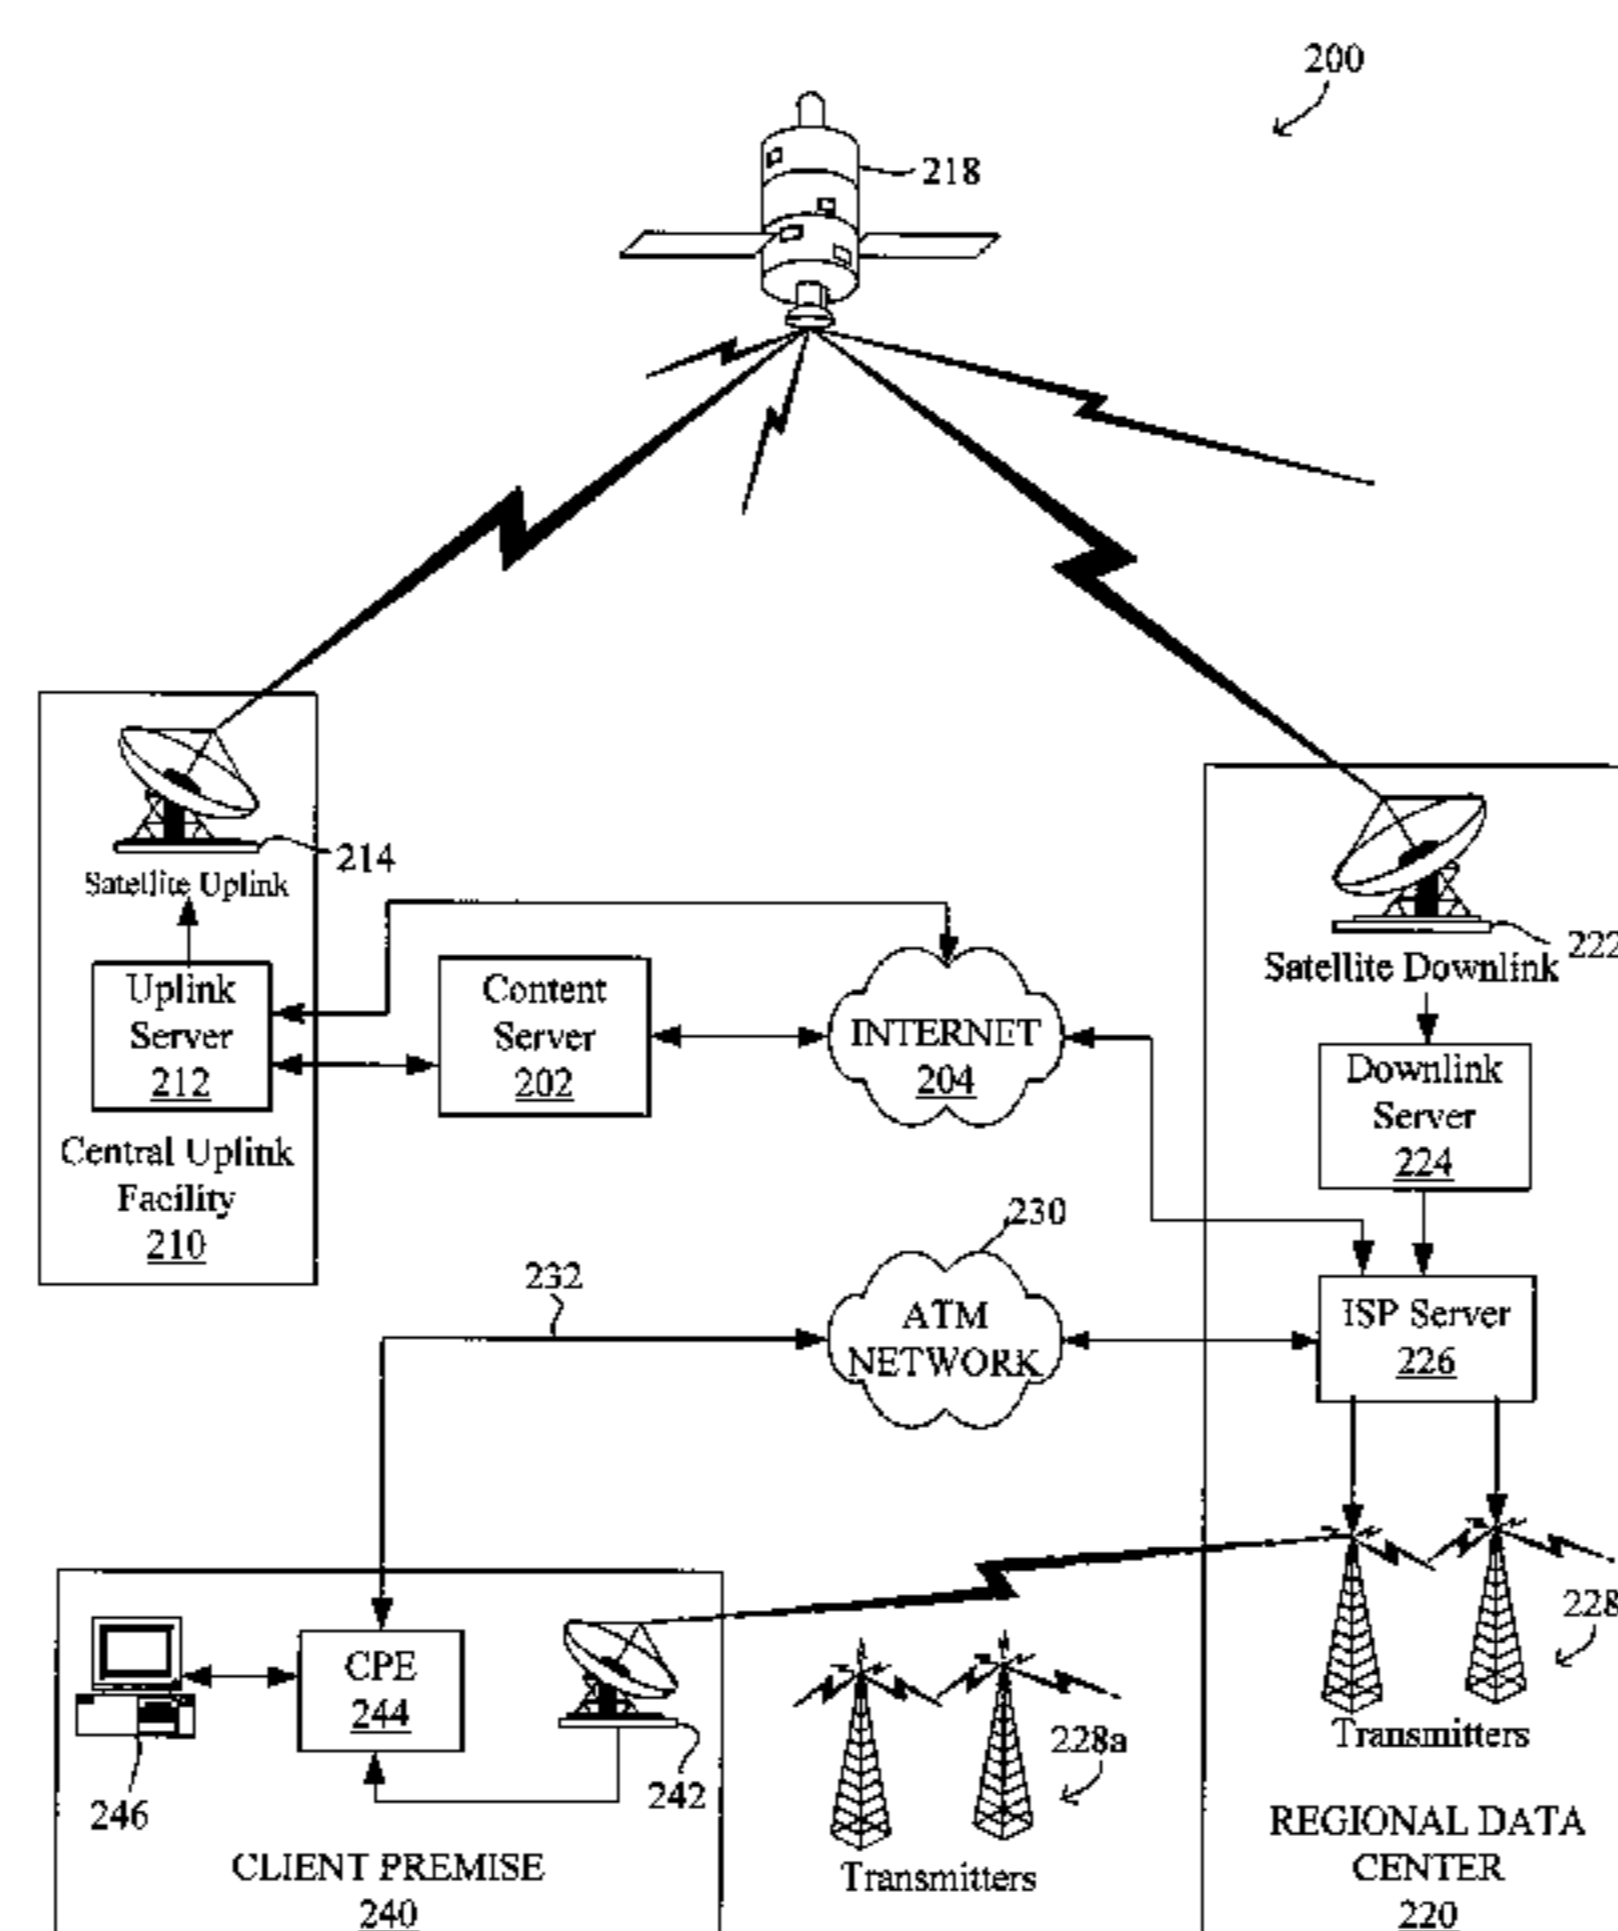 200
218
214
Satellite Uplink
Uplink
Server
212
Central Uplink
Facility
210
Content
Server
202
INTERNET
204
222
Satellite Downlink
Downlink
Server
224
230
232
ATM
NETWORK
ISP Server
226
CPE
244
246
242
CLIENT PREMISE
240
228a
Transmitters
228
Transmitters
REGIONAL DATA
CENTER
220